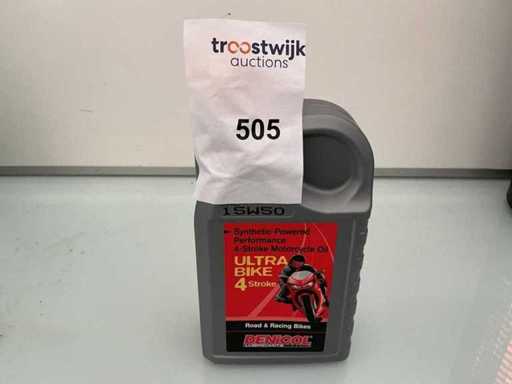 troostwijk
auctions
505
15W50
Synthetic-Powered
Performance
4-Stroke Motorcycle Oil
ULTRA
BIKE
4 Stroke
Road & Racing Bikes
DENICOL